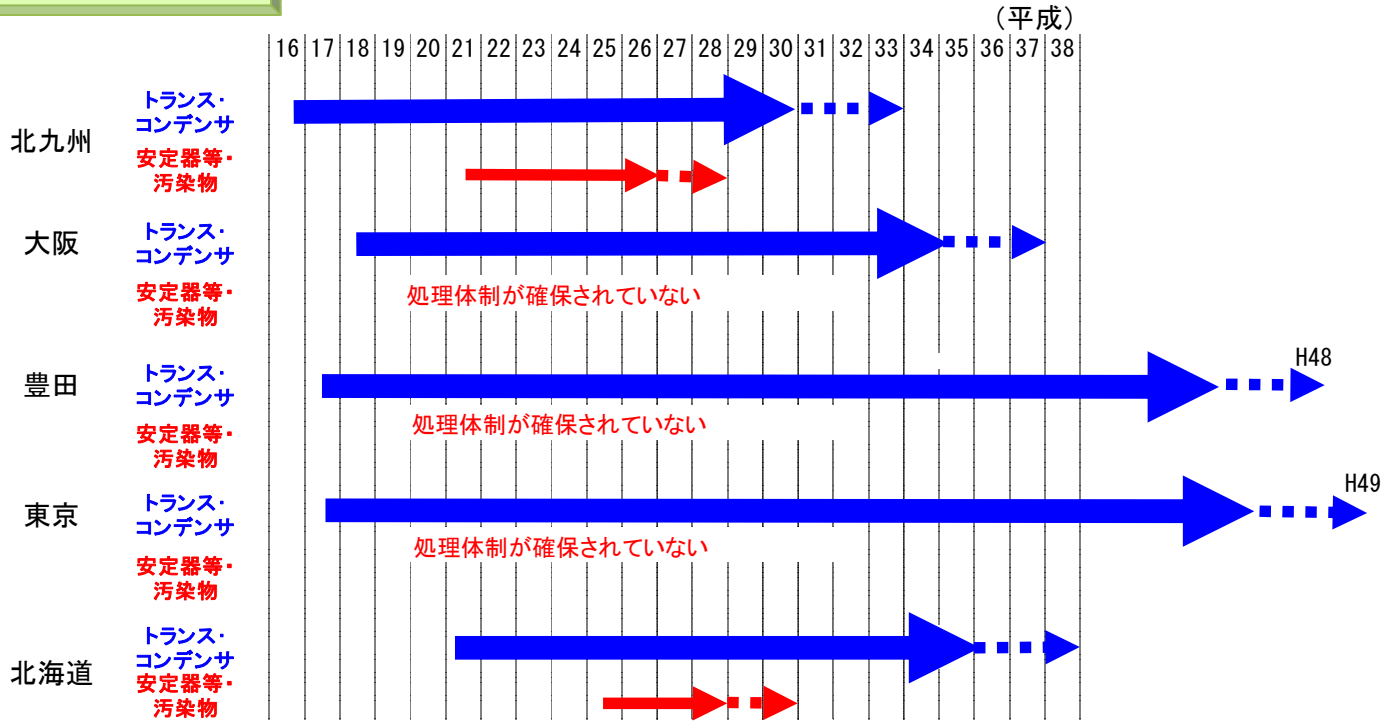 (平成)
16 17 18 19 20 21 22 23 24 25 26 27 28 29 30 31 32 33 34 35 36 37 38
北九州
トランス・
コンデンサ
安定器等・
汚染物
大阪
トランス・
コンデンサ
安定器等・
汚染物
処理体制が確保されていない
豊田
トランス・
コンデンサ
H48
安定器等・
汚染物
処理体制が確保されていない
東京
トランス・
コンデンサ
H49
安定器等・
汚染物
処理体制が確保されていない
北海道
トランス・
コンデンサ
安定器等・
汚染物